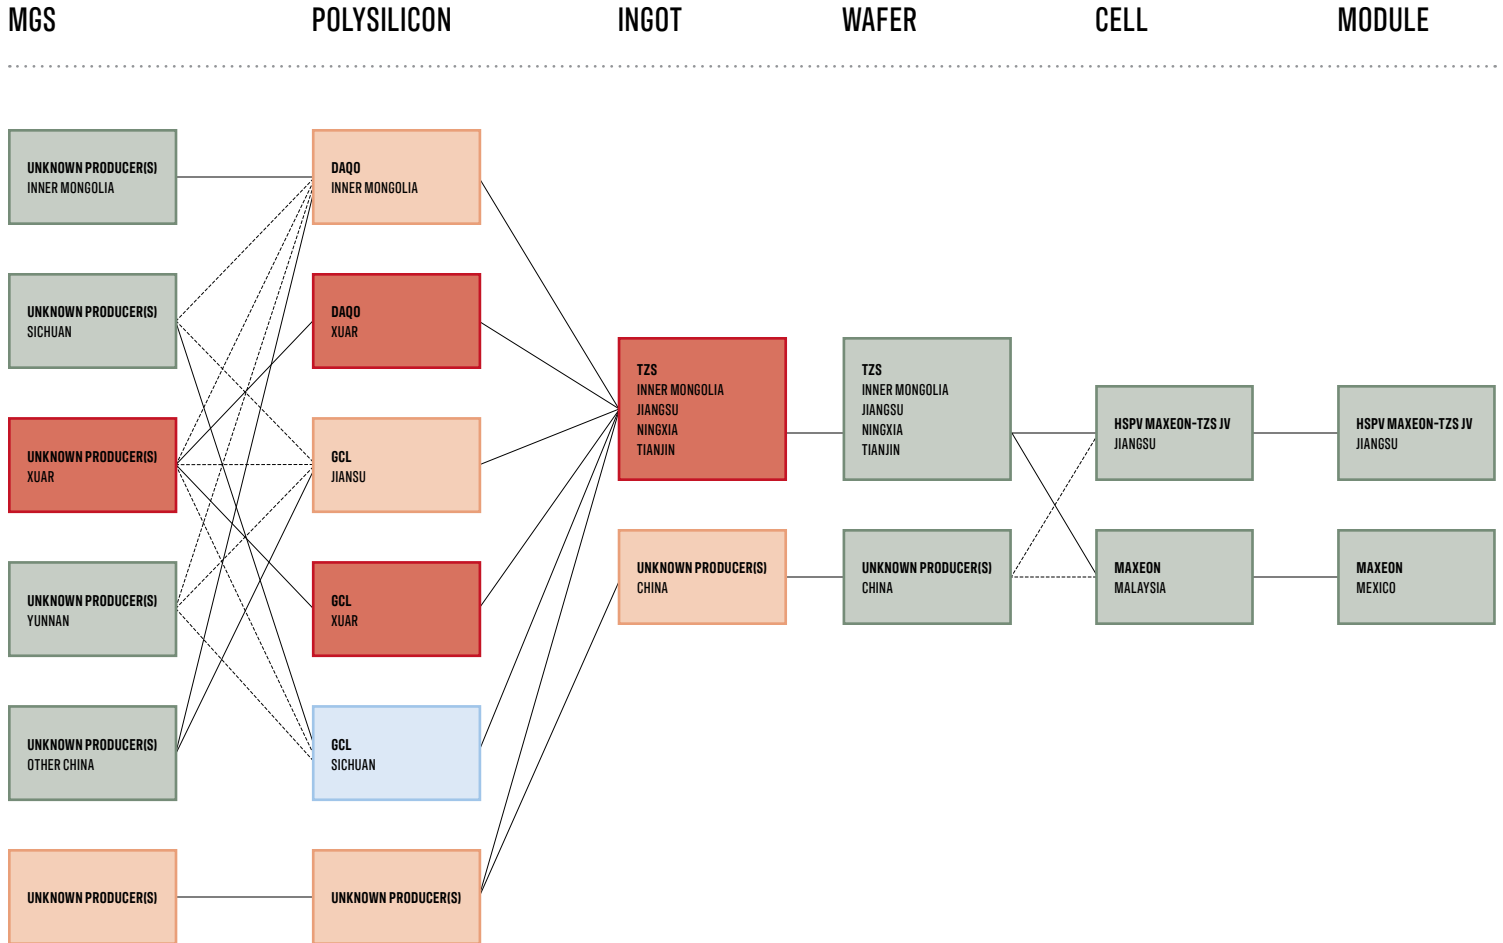 MGS
POLYSILICON
INGOT
WAFER
CELL
MODULE
UNKNOWN PRODUCER(S)
INNER MONGOLIA
UNKNOWN PRODUCER(S)
SICHUAN
UNKNOWN PRODUCER(S)
XUAR
UNKNOWN PRODUCER(S)
YUNNAN
UNKNOWN PRODUCER(S)
OTHER CHINA
UNKNOWN PRODUCER(S)
DAQO
INNER MONGOLIA
DAQO
XUAR
GCL
JIANSU
GCL
XUAR
GCL
SICHUAN
UNKNOWN PRODUCER(S)
TZS
INNER MONGOLIA
JIANGSU
NINGXIA
TIANJIN
UNKNOWN PRODUCER(S)
CHINA
TZS
INNER MONGOLIA
JIANGSU
NINGXIA
TIANJIN
UNKNOWN PRODUCER(S)
CHINA
HSPV MAXEON-TZS JV
JIANGSU
MAXEON
MALAYSIA
HSPV MAXEON-TZS JV
JIANGSU
MAXEON
MEXICO